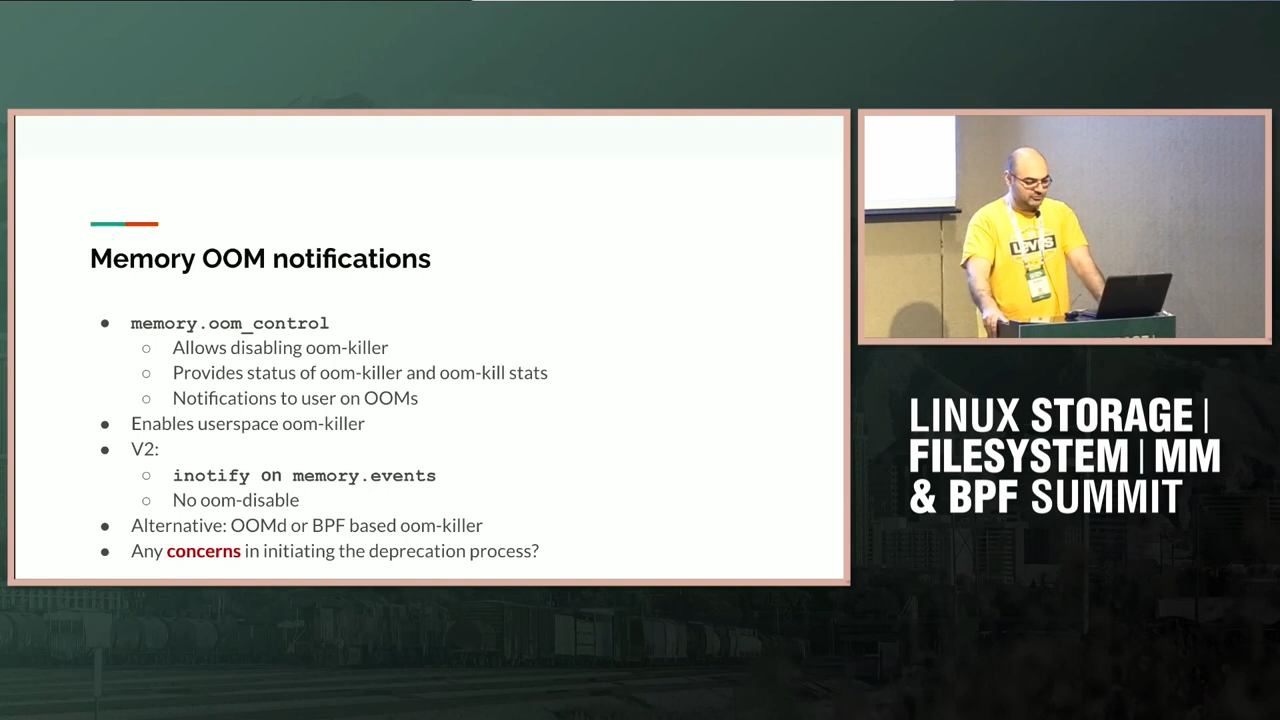 Memory OOM notifications
● memory.oom_control
○ Allows disabling oom-killer
○ Provides status of oom-killer and oom-kill stats
○ Notifications to user on OOMs
● Enables userspace oom-killer
● V2:
○ inotify on memory.events
○ No oom-disable
● Alternative: OOMd or BPF based oom-killer
● Any concerns in initiating the deprecation process?
LEVI'S
LINUX STORAGE |
FILESYSTEM | MM
& BPF SUMMIT